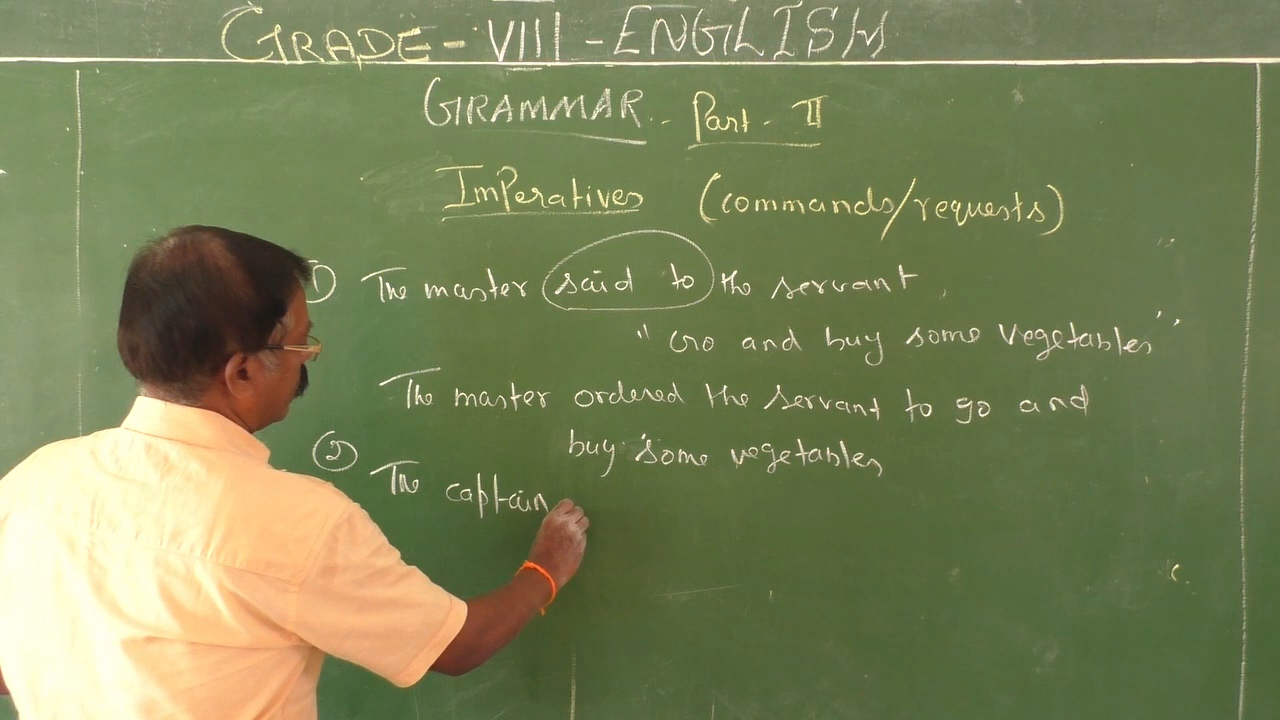 GRADE - VIII - ENGLISH
GRAMMAR.. Part - II
Imperatives (commands/requests)
1) The master said to the servant,
"Go and buy some vegetables"
The master ordered the servant to go and
buy some vegetables
(2) The captain